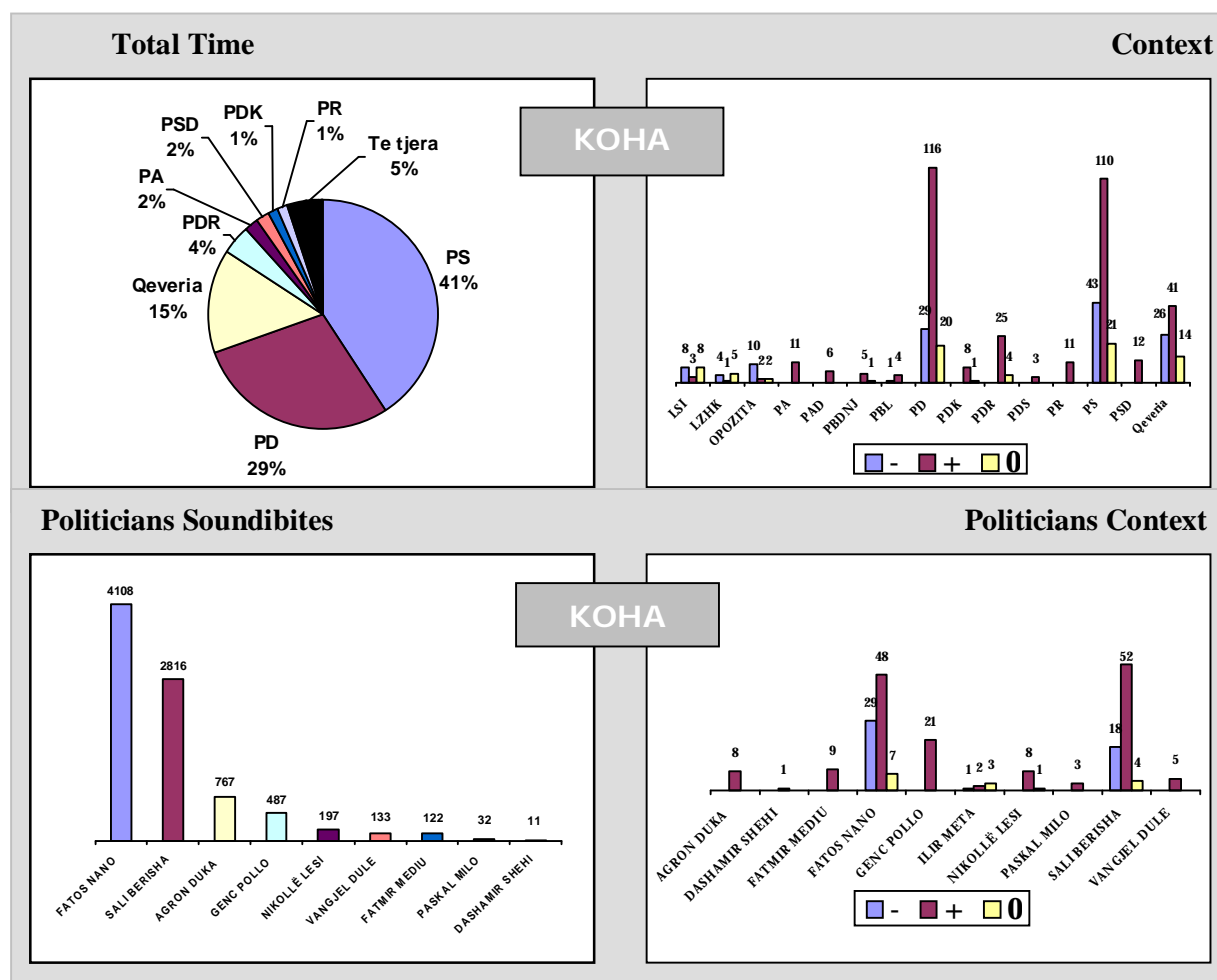 Total Time
Context
KOHA
PS
41%
PD
29%
Qeveria
15%
PDR
4%
PA
2%
PSD
2%
PDK
1%
PR
1%
Te tjera
5%
8 3 8 4 1 5 10 2 2 11 6 5 1 1 4 29 116 20 8 1 25 4 3 11 43 110 21 12 26 41 14
LSI LZHK OPOZITA PA PAD PBDNJ PBL PD PDK PDR PDS PR PS PSD Qeveria
- + 0
Politicians Soundibites
Politicians Context
KOHA
4108 2816 767 487 197 133 122 32 11
FATOS NANO
SALI BERISHA
AGRON DUKA
GENC POLLO
NIKOLLË LESI
VANGJEL DULE
FATMIR MEDIU
PASKAL MILO
DASHAMIR SHEHI
8 1 9 29 48 7 21 1 2 3 8 1 3 18 52 4 5
AGRON DUKA
DASHAMIR SHEHI
FATMIR MEDIU
FATOS NANO
GENC POLLO
ILIR META
NIKOLLË LESI
PASKAL MILO
SALI BERISHA
VANGJEL DULE
- + 0